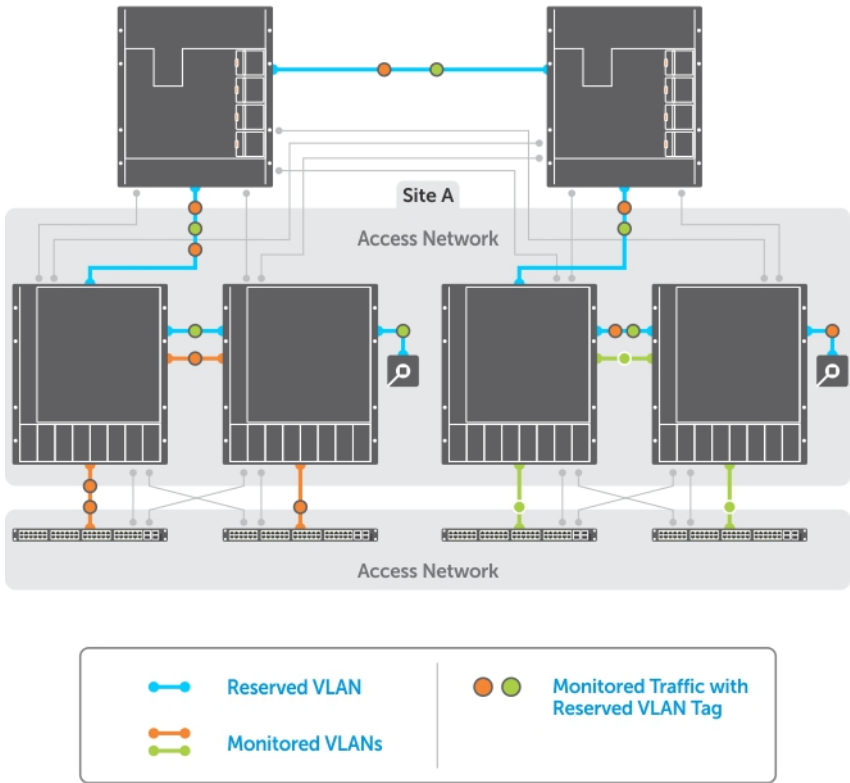 Site A
Access Network
Access Network
Reserved VLAN
Monitored VLANs
Monitored Traffic with
Reserved VLAN Tag